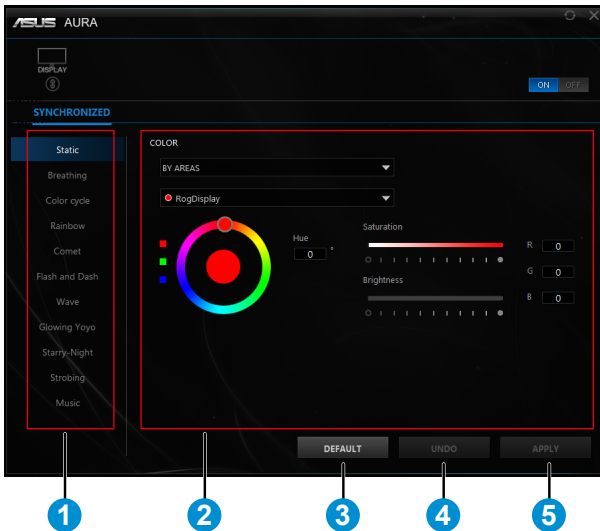 ASUS AURA
DISPLAY
ON OFF
SYNCHRONIZED
Static
Breathing
Color cycle
Rainbow
Comet
Flash and Dash
Wave
Glowing Yoyo
Starry-Night
Strobing
Music
COLOR
BY AREAS
RogDisplay
Hue
0 °
Saturation
Brightness
R 0
G 0
B 0
DEFAULT UNDO APPLY
1 2 3 4 5